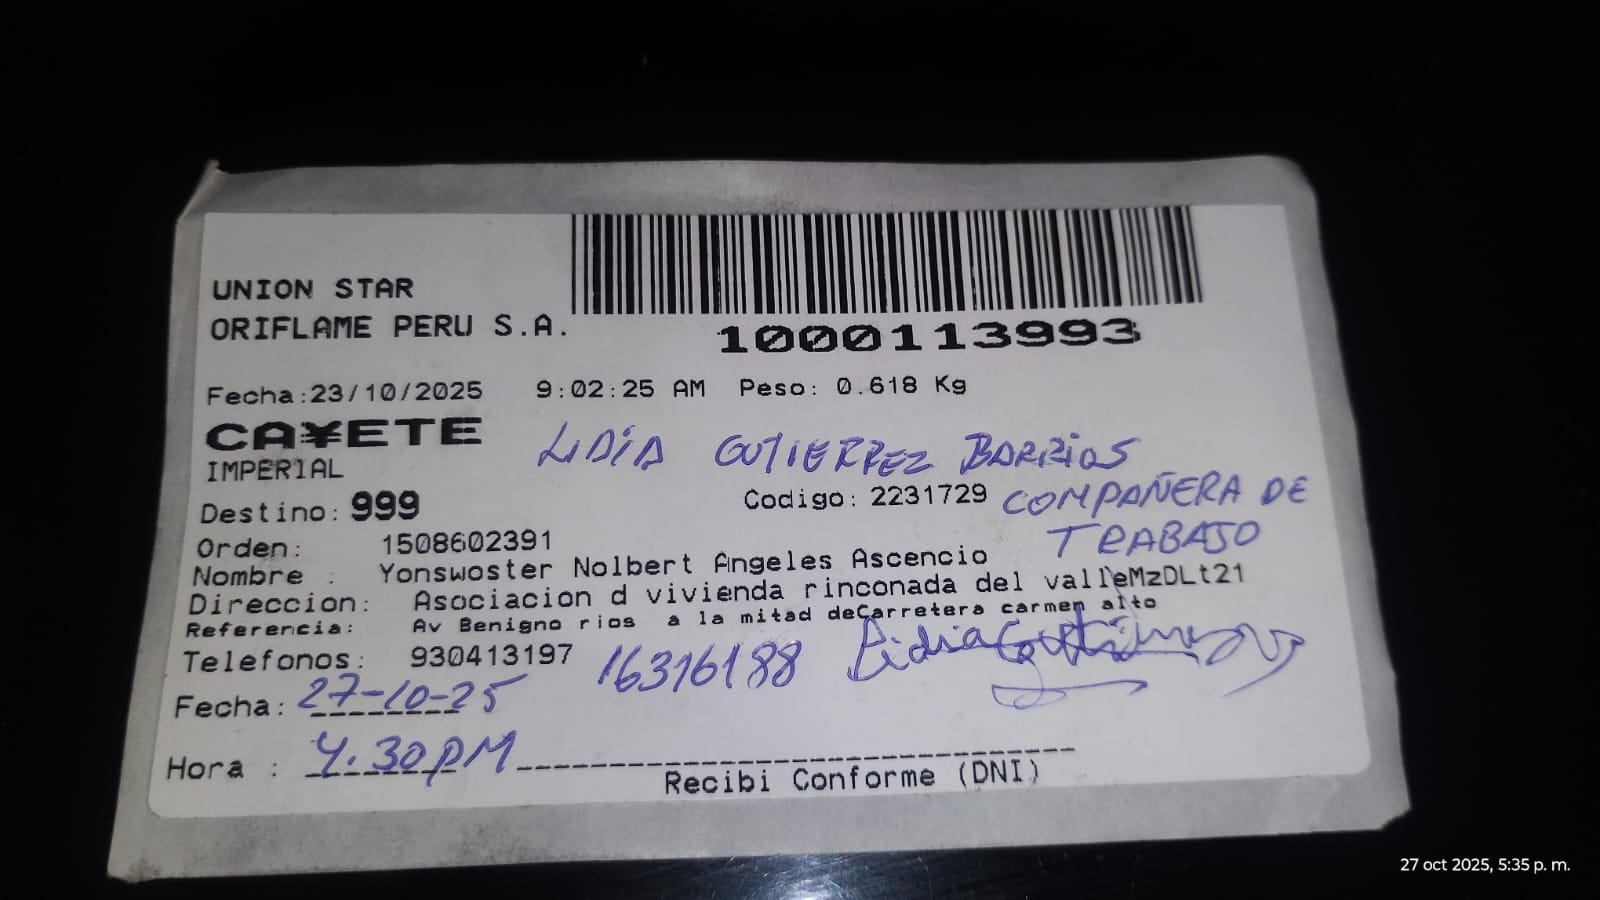 UNION STAR
ORIFLAME PERU S.A.
1000113993
Fecha:23/10/2025 9:02:25 AM Peso: 0.618 Kg
CA¥ETE
LIDIA GUTIERREZ BARRIOS
IMPERIAL
Destino: 999 Codigo: 2231729 COMPAÑERA DE
TRABAJO
Orden: 1508602391
Nombre : Yonswoster Nolbert Angeles Ascencio
Direccion: Asociacion d vivienda rinconada del valleMzDLt21
Referencia: Av Benigno rios a la mitad deCarretera carmen alto
Telefonos: 930413197 16316188
Fecha: 27-10-25
Hora : 4.30PM
Recibi Conforme (DNI)
27 oct 2025, 5:35 p. m.